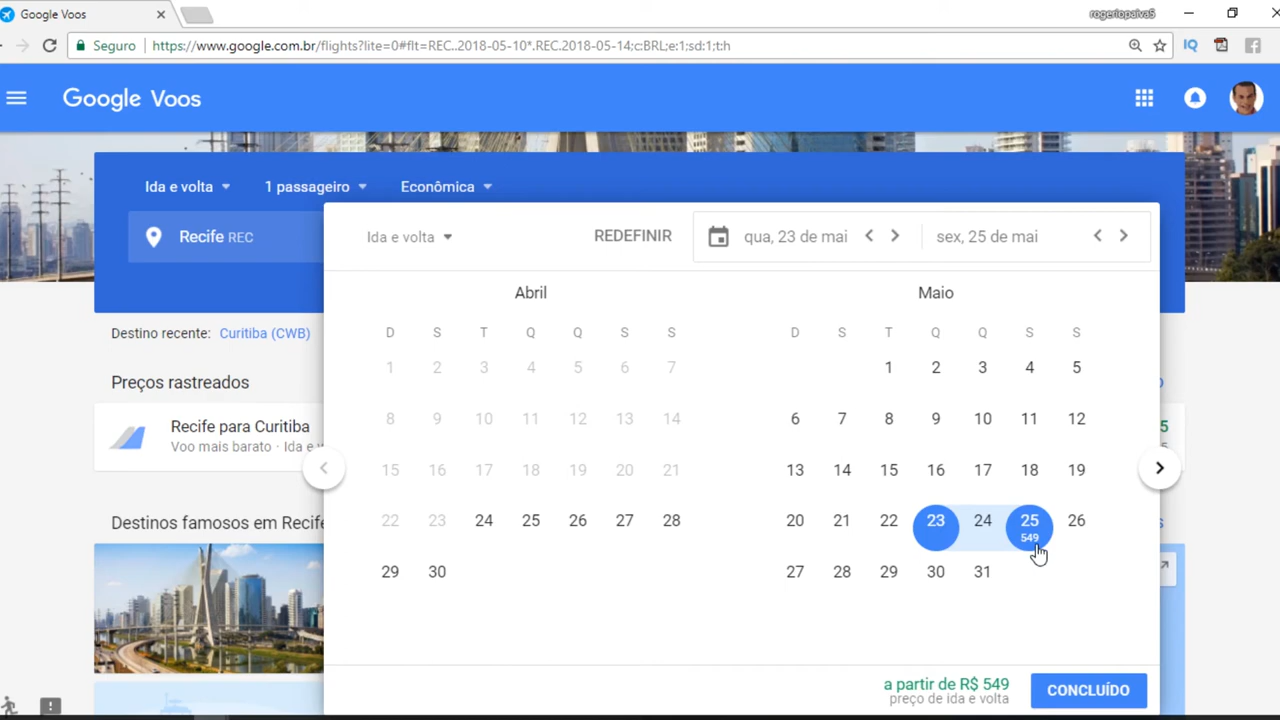 Google Voos
rogeriopaiva5
Seguro
https://www.google.com.br/flights?lite=0#flt=REC..2018-05-10*.REC.2018-05-14;c:BRL;e:1;sd:1;t:h
IQ
Google Voos
Ida e volta
1 passageiro
Econômica
Recife REC
Ida e volta
REDEFINIR
qua, 23 de mai
sex, 25 de mai
Abril
Maio
D S T Q Q S S
D S T Q Q S S
1 2 3 4 5 6 7
1 2 3 4 5
8 9 10 11 12 13 14
6 7 8 9 10 11 12
15 16 17 18 19 20 21
13 14 15 16 17 18 19
22 23 24 25 26 27 28
20 21 22 23 24 25 26
549
29 30
27 28 29 30 31
a partir de R$ 549
preço de ida e volta
CONCLUÍDO
Destino recente: Curitiba (CWB)
Preços rastreados
Recife para Curitiba
Voo mais barato · Ida e
5
Destinos famosos em Recife